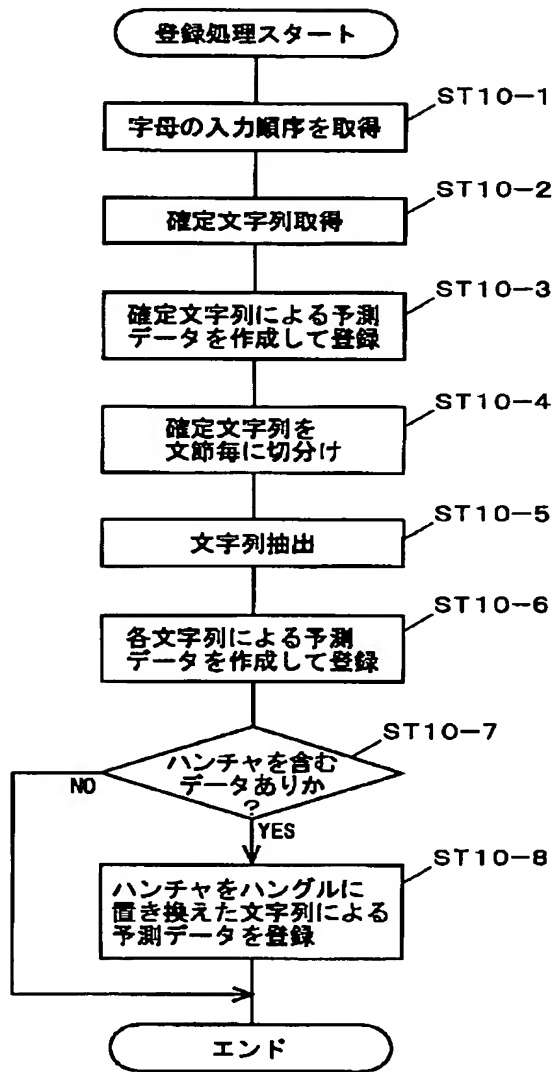 登録処理スタート
ST10-1
字母の入力順序を取得
ST10-2
確定文字列取得
ST10-3
確定文字列による予測
データを作成して登録
ST10-4
確定文字列を
文節毎に切分け
ST10-5
文字列抽出
ST10-6
各文字列による予測
データを作成して登録
ST10-7
ハンチャを含む
データありか
?
NO
YES
ST10-8
ハンチャをハングルに
置き換えた文字列による
予測データを登録
エンド